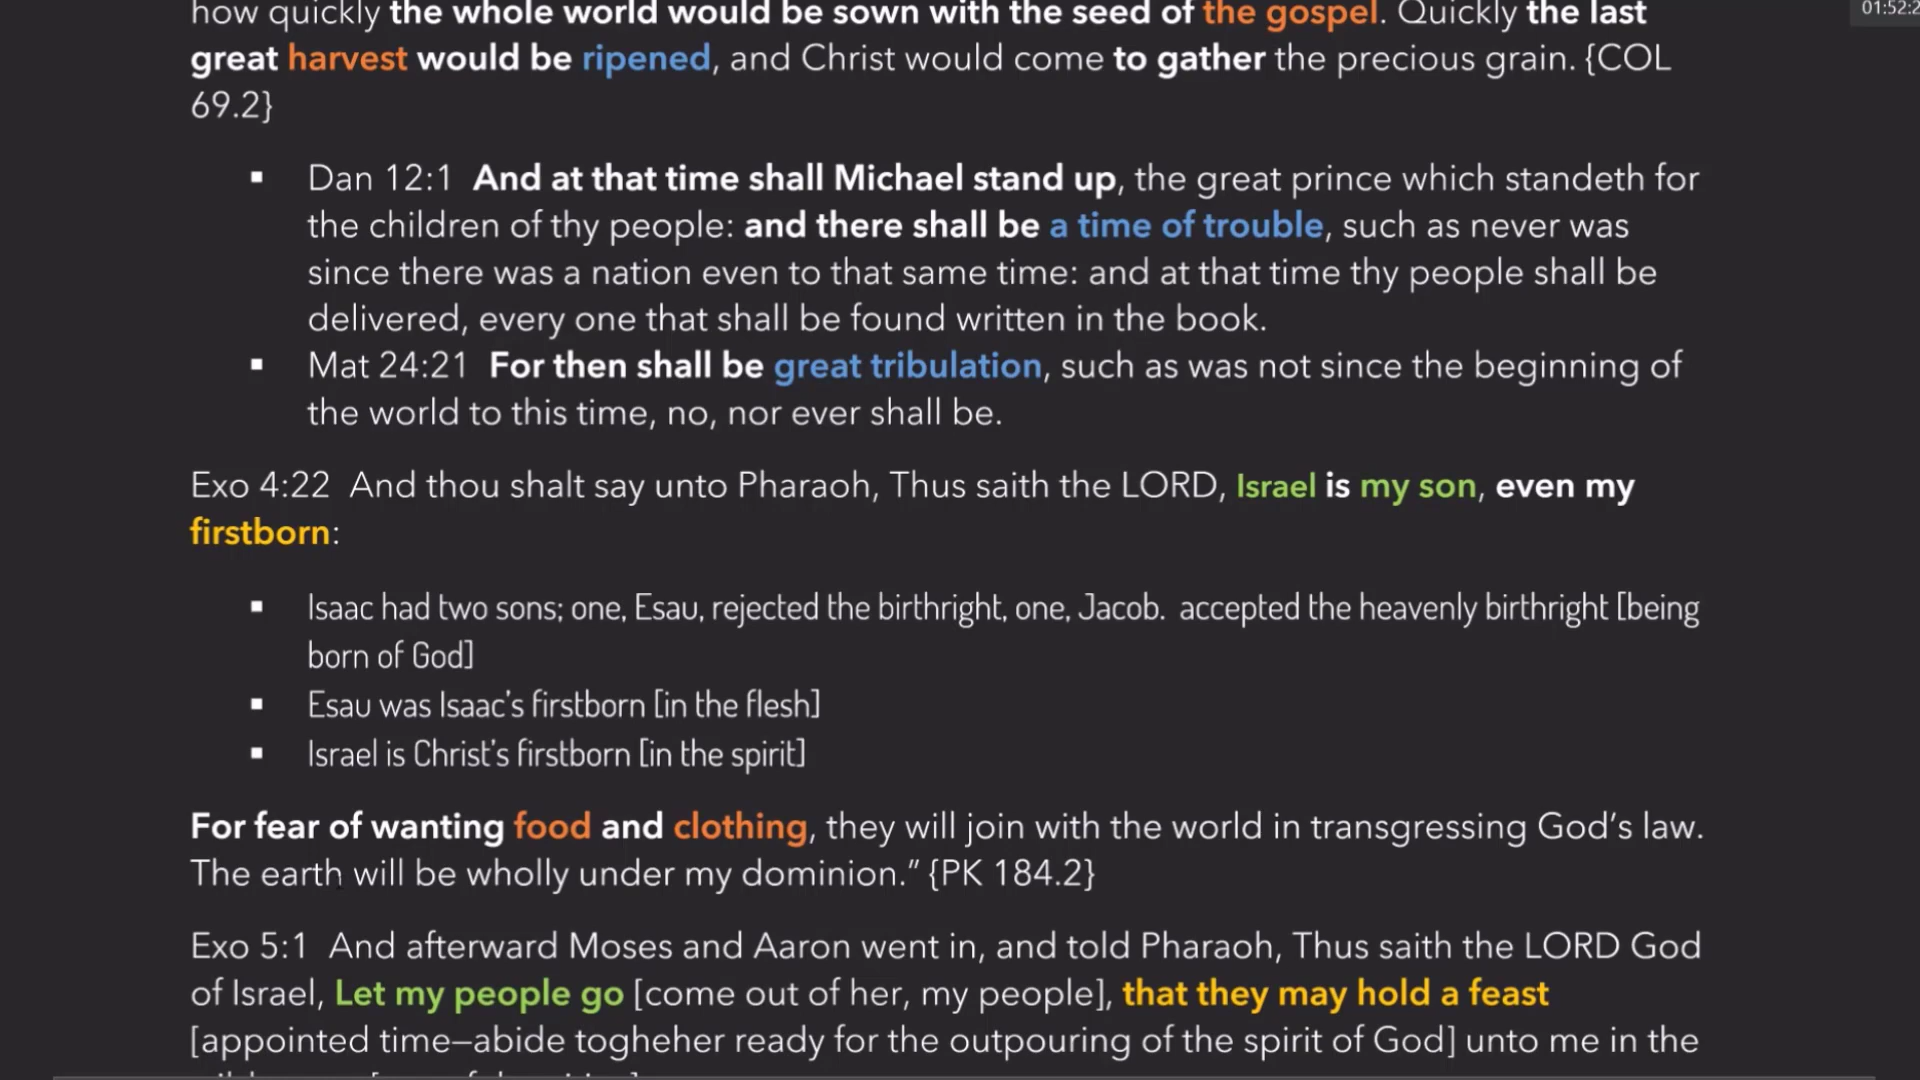 how quickly the whole world would be sown with the seed of the gospel. Quickly the last
01:52:2
great harvest would be ripened, and Christ would come to gather the precious grain. {COL
69.2}
▪ Dan 12:1 And at that time shall Michael stand up, the great prince which standeth for
the children of thy people: and there shall be a time of trouble, such as never was
since there was a nation even to that same time: and at that time thy people shall be
delivered, every one that shall be found written in the book.
▪ Mat 24:21 For then shall be great tribulation, such as was not since the beginning of
the world to this time, no, nor ever shall be.
Exo 4:22 And thou shalt say unto Pharaoh, Thus saith the LORD, Israel is my son, even my
firstborn:
▪ Isaac had two sons; one, Esau, rejected the birthright, one, Jacob. accepted the heavenly birthright [being
born of God]
▪ Esau was Isaac's firstborn [in the flesh]
▪ Israel is Christ's firstborn [in the spirit]
For fear of wanting food and clothing, they will join with the world in transgressing God's law.
The earth will be wholly under my dominion.” {PK 184.2}
Exo 5:1 And afterward Moses and Aaron went in, and told Pharaoh, Thus saith the LORD God
of Israel, Let my people go [come out of her, my people], that they may hold a feast
[appointed time—abide togheher ready for the outpouring of the spirit of God] unto me in the